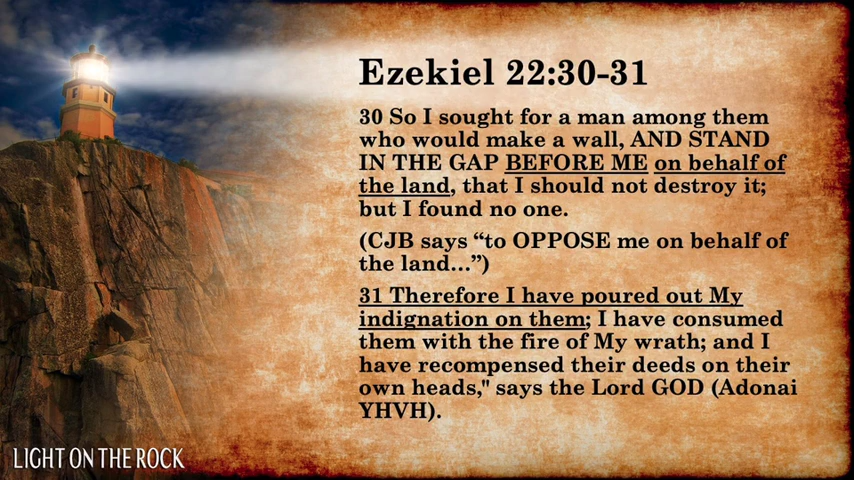 Ezekiel 22:30-31
30 So I sought for a man among them
who would make a wall, AND STAND
IN THE GAP BEFORE ME on behalf of
the land, that I should not destroy it;
but I found no one.
(CJB says “to OPPOSE me on behalf of
the land...”)
31 Therefore I have poured out My
indignation on them; I have consumed
them with the fire of My wrath; and I
have recompensed their deeds on their
own heads," says the Lord GOD (Adonai
YHVH).
LIGHT ON THE ROCK